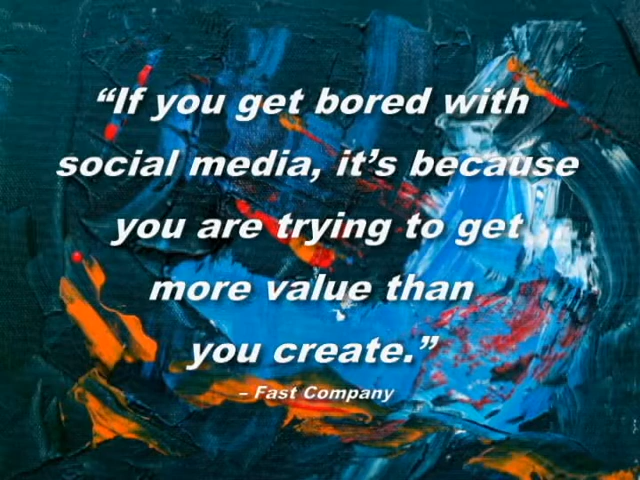 “If you get bored with
social media, it’s because
you are trying to get
more value than
you create.”
– Fast Company